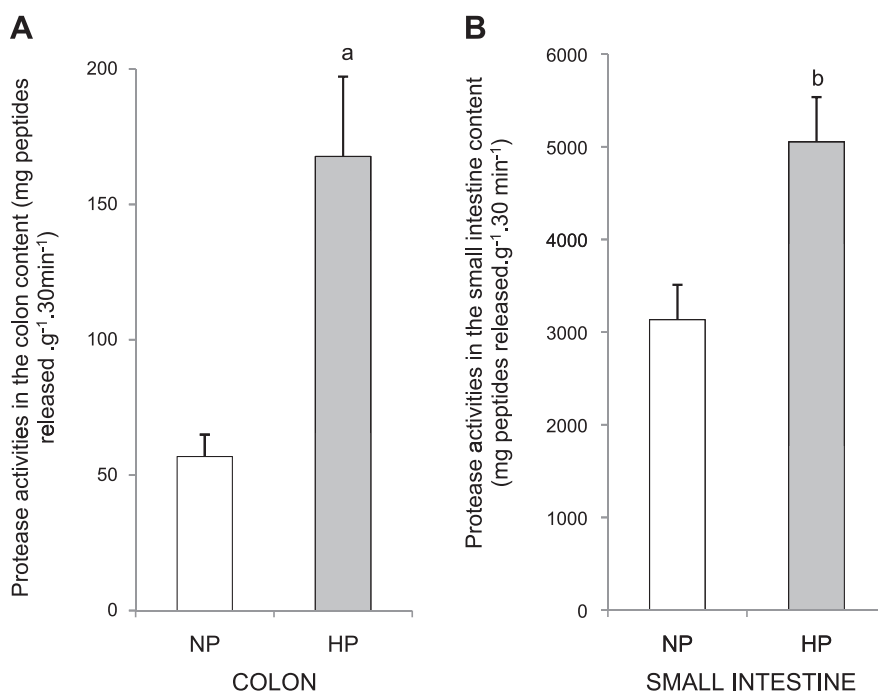 A
Protease activities in the colon content (mg peptides
released .g⁻¹.30min⁻¹)
200
150
100
50
0
a
NP
HP
COLON
B
Protease activities in the small intestine content
(mg peptides released.g⁻¹.30 min⁻¹)
6000
5000
4000
3000
2000
1000
0
b
NP
HP
SMALL INTESTINE